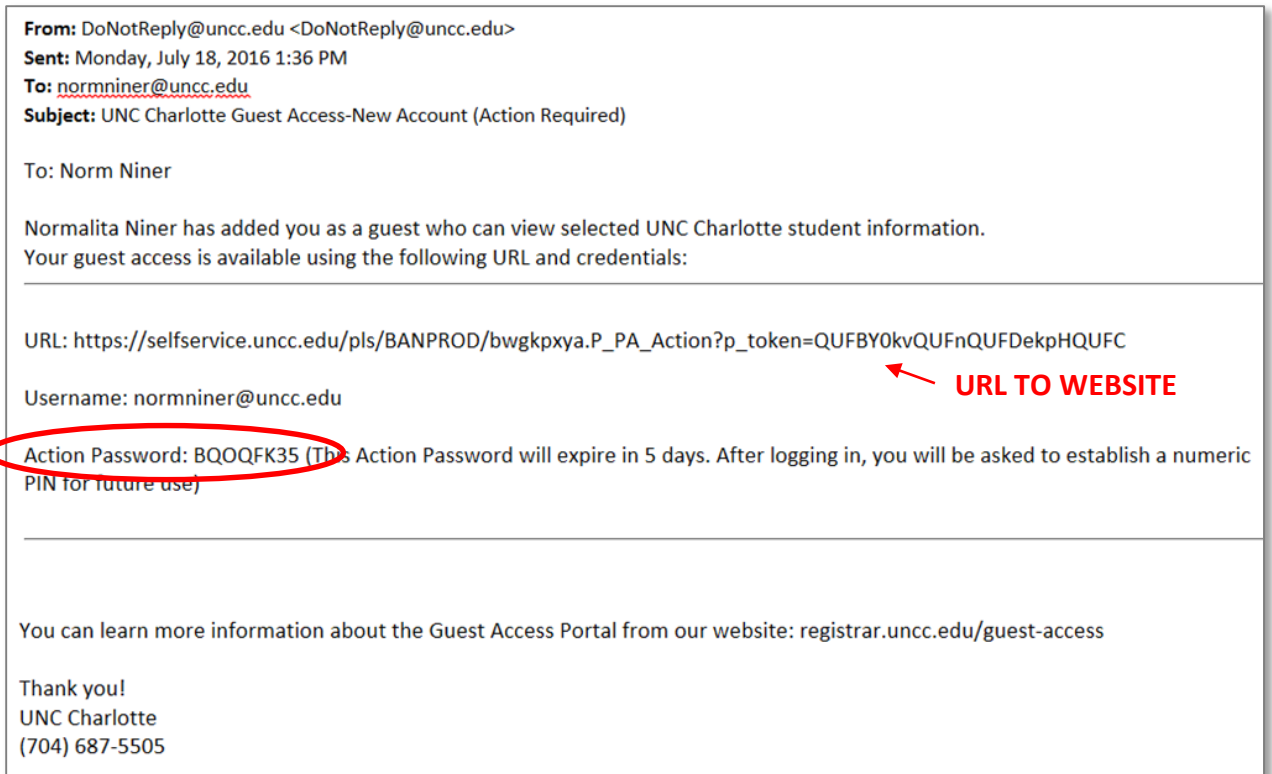 From: DoNotReply@uncc.edu <DoNotReply@uncc.edu>
Sent: Monday, July 18, 2016 1:36 PM
To: normniner@uncc.edu
Subject: UNC Charlotte Guest Access-New Account (Action Required)
To: Norm Niner
Normalita Niner has added you as a guest who can view selected UNC Charlotte student information.
Your guest access is available using the following URL and credentials:
URL: https://selfservice.uncc.edu/pls/BANPROD/bwgkpxya.P_PA_Action?p_token=QUFBY0kvQUFnQUFDekpHQUFC
URL TO WEBSITE
Username: normniner@uncc.edu
Action Password: BQOQFK35 (This Action Password will expire in 5 days. After logging in, you will be asked to establish a numeric
PIN for future use)
You can learn more information about the Guest Access Portal from our website: registrar.uncc.edu/guest-access
Thank you!
UNC Charlotte
(704) 687-5505